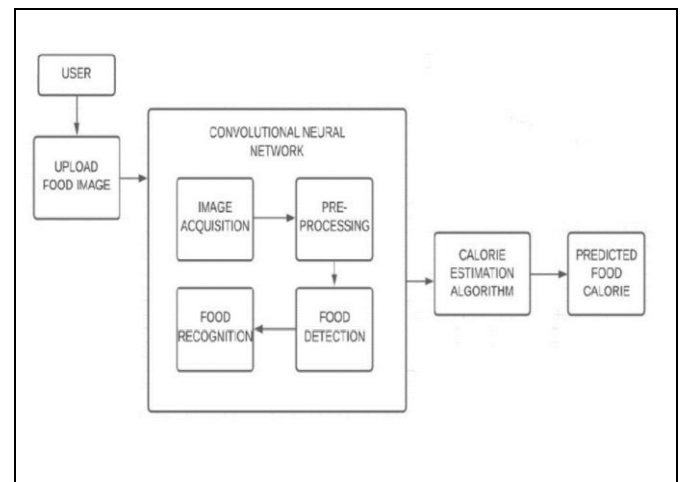 USER
UPLOAD
FOOD IMAGE
CONVOLUTIONAL NEURAL
NETWORK
IMAGE
ACQUISITION
PRE-
PROCESSING
FOOD
RECOGNITION
FOOD
DETECTION
CALORIE
ESTIMATION
ALGORITHM
PREDICTED
FOOD
CALORIE